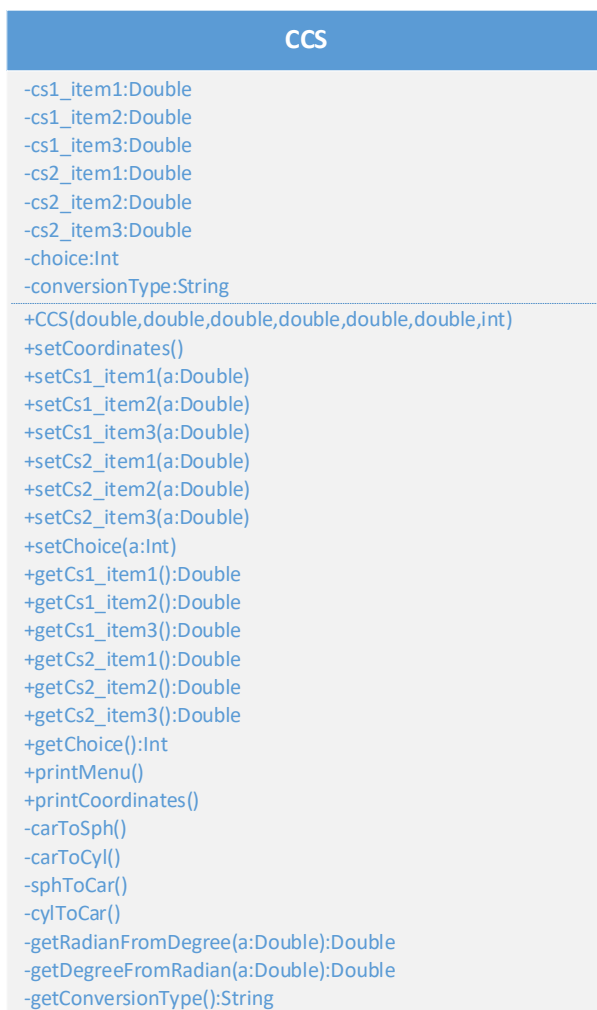 CCS
-cs1_item1:Double
-cs1_item2:Double
-cs1_item3:Double
-cs2_item1:Double
-cs2_item2:Double
-cs2_item3:Double
-choice:Int
-conversionType:String
+CCS(double,double,double,double,double,double,int)
+setCoordinates()
+setCs1_item1(a:Double)
+setCs1_item2(a:Double)
+setCs1_item3(a:Double)
+setCs2_item1(a:Double)
+setCs2_item2(a:Double)
+setCs2_item3(a:Double)
+setChoice(a:Int)
+getCs1_item1():Double
+getCs1_item2():Double
+getCs1_item3():Double
+getCs2_item1():Double
+getCs2_item2():Double
+getCs2_item3():Double
+getChoice():Int
+printMenu()
+printCoordinates()
-carToSph()
-carToCyl()
-sphToCar()
-cylToCar()
-getRadianFromDegree(a:Double):Double
-getDegreeFromRadian(a:Double):Double
-getConversionType():String